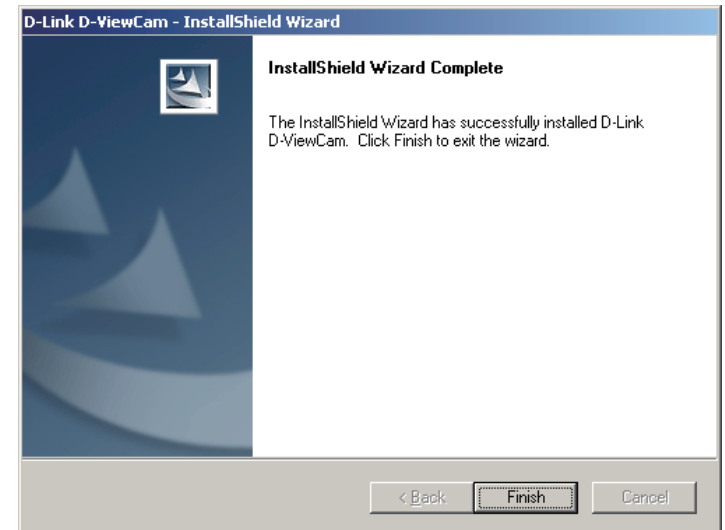 D-Link D-ViewCam - InstallShield Wizard
InstallShield Wizard Complete
The InstallShield Wizard has successfully installed D-Link
D-ViewCam. Click Finish to exit the wizard.
< Back
Finish
Cancel